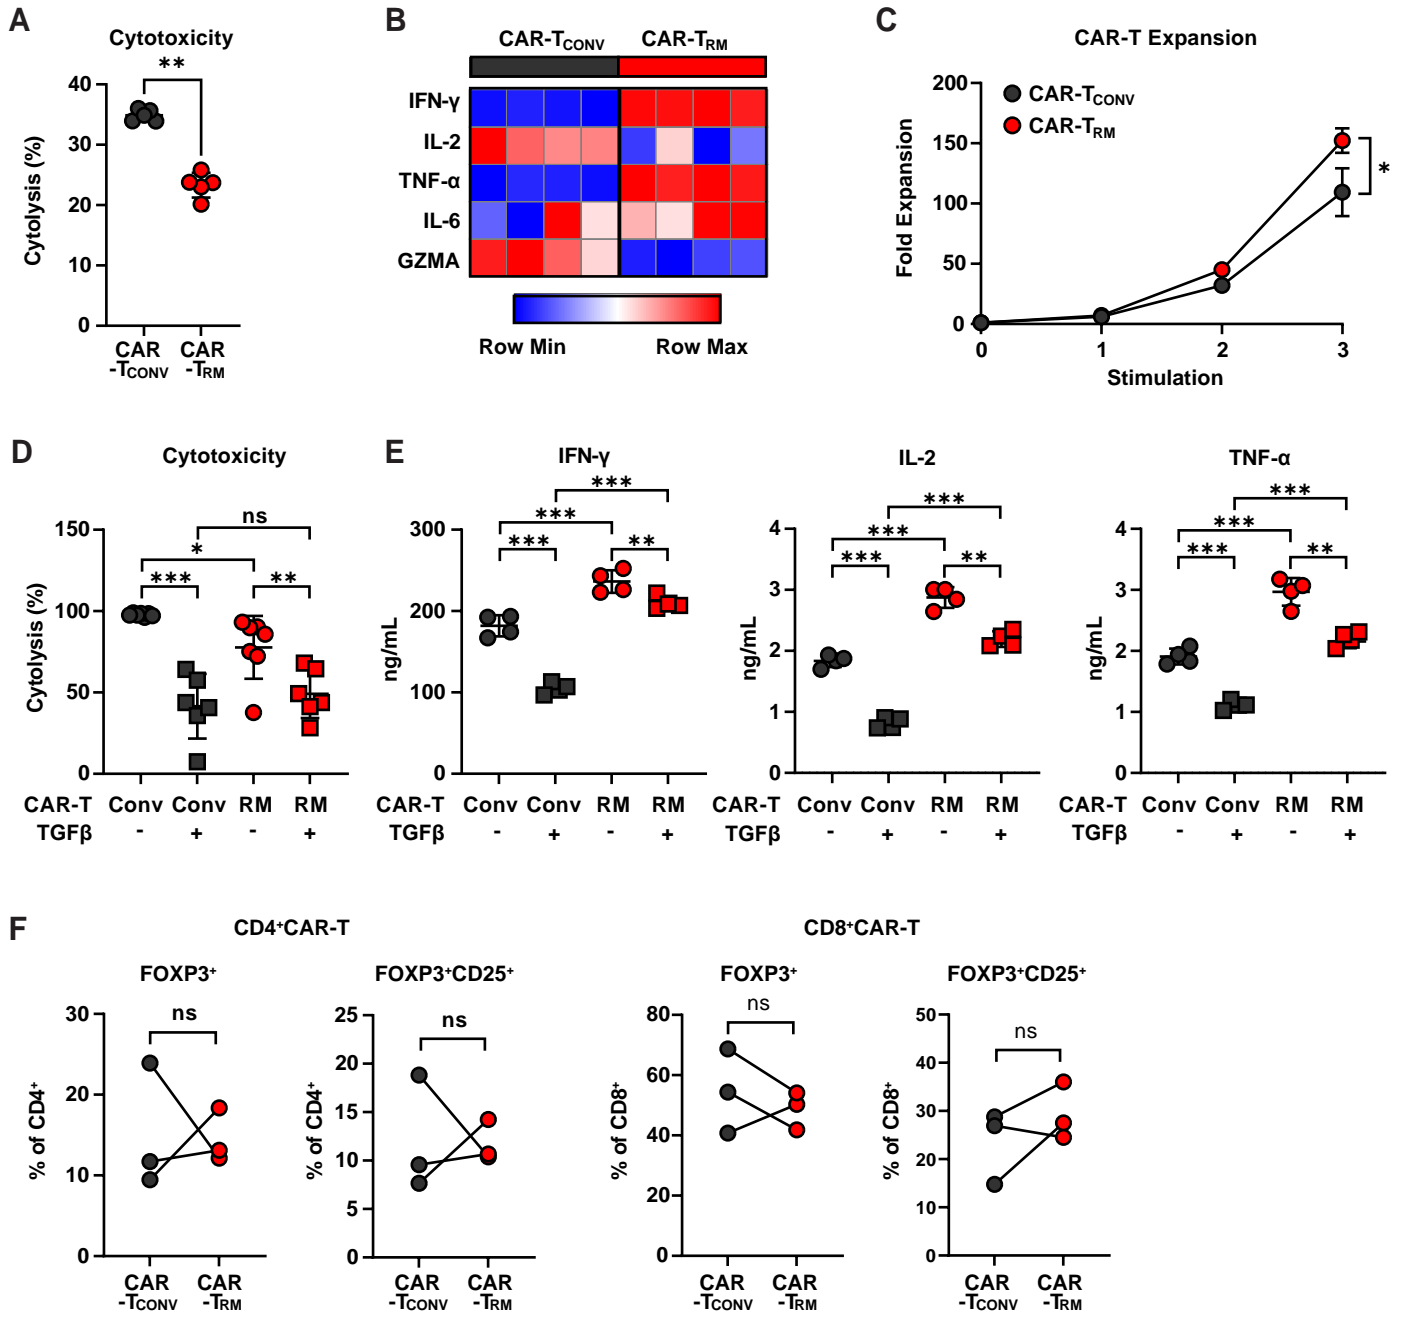 A
Cytotoxicity
**
Cytolysis (%)
40
30
20
10
0
CAR
-TCONV
CAR
-TRM
B
CAR-TCONV
CAR-TRM
IFN-γ
IL-2
TNF-α
IL-6
GZMA
Row Min
Row Max
C
CAR-T Expansion
CAR-TCONV
CAR-TRM
Fold Expansion
200
150
100
50
0
*
0 1 2 3
Stimulation
D
Cytotoxicity
ns
*
*** **
Cytolysis (%)
150
100
50
0
CAR-T Conv Conv RM RM
TGFβ - + - +
E
IFN-γ
***
***
*** **
ng/mL
300
200
100
0
CAR-T Conv Conv RM RM
TGFβ - + - +
IL-2
***
***
*** **
ng/mL
4
3
2
1
0
CAR-T Conv Conv RM RM
TGFβ - + - +
TNF-α
***
***
*** **
ng/mL
4
3
2
1
0
CAR-T Conv Conv RM RM
TGFβ - + - +
F
CD4+CAR-T
FOXP3+
ns
% of CD4+
30
20
10
0
CAR
-TCONV
CAR
-TRM
FOXP3+CD25+
ns
% of CD4+
25
20
15
10
5
0
CAR
-TCONV
CAR
-TRM
CD8+CAR-T
FOXP3+
ns
% of CD8+
80
60
40
20
0
CAR
-TCONV
CAR
-TRM
FOXP3+CD25+
ns
% of CD8+
50
40
30
20
10
0
CAR
-TCONV
CAR
-TRM